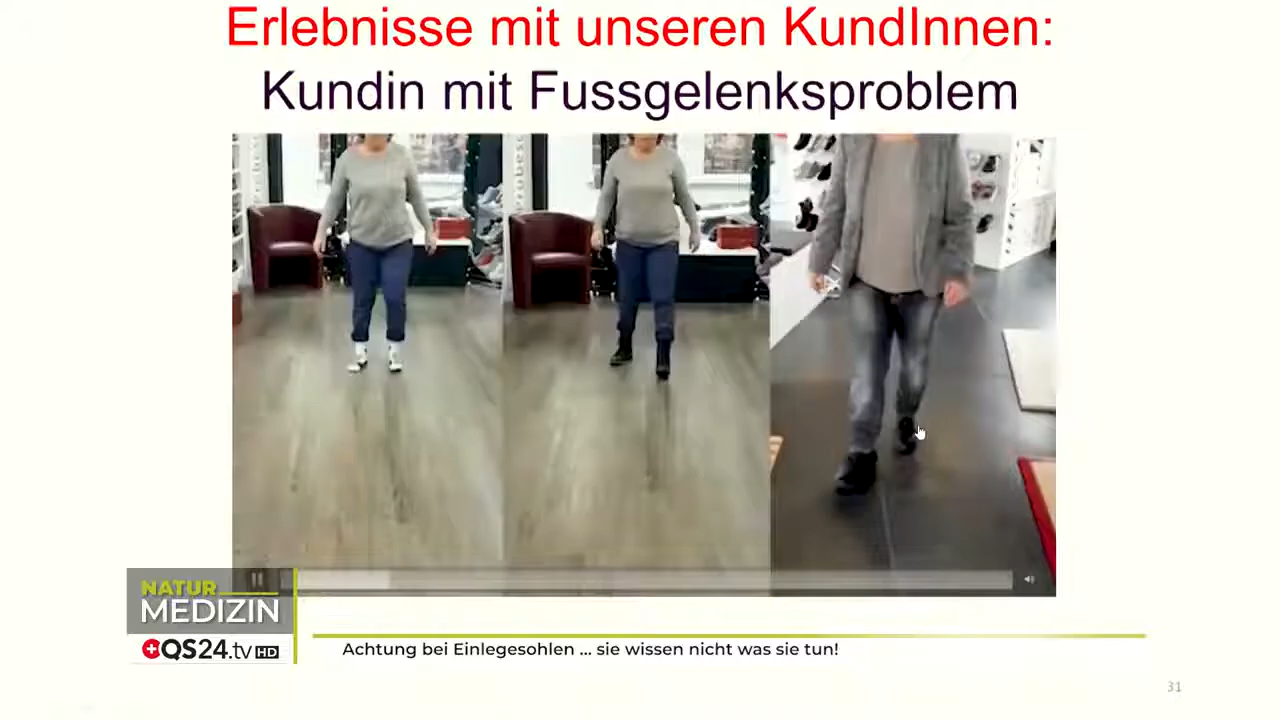 Erlebnisse mit unseren KundInnen:
Kundin mit Fussgelenksproblem
NATUR
MEDIZIN
QS24.tv HD
Achtung bei Einlegesohlen ... sie wissen nicht was sie tun!
31